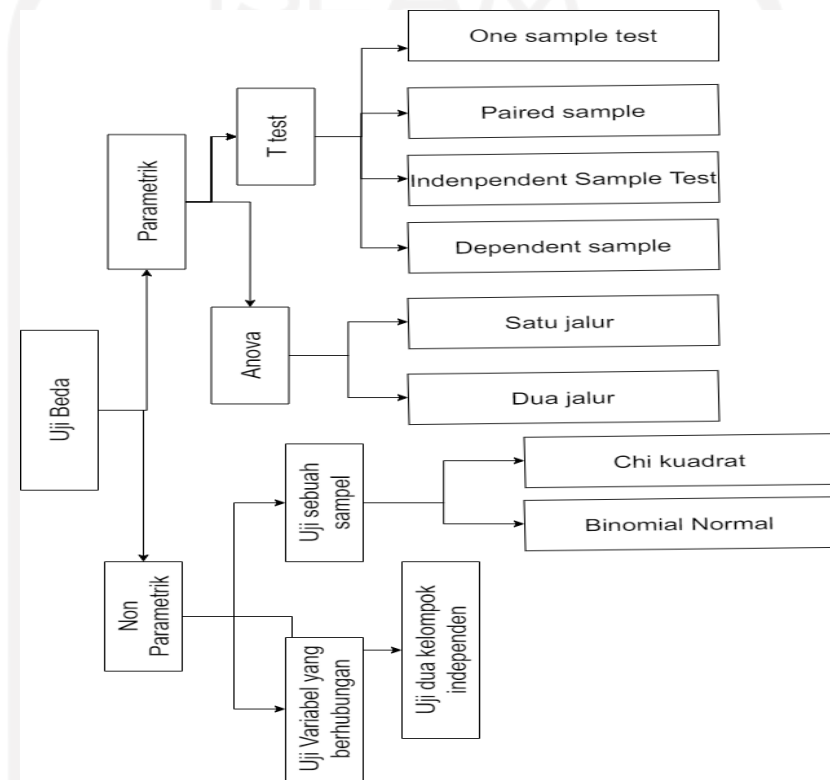 One sample test
Paired sample
Indenpendent Sample Test
Dependent sample
T test
Parametrik
Anova
Satu jalur
Dua jalur
Uji Beda
Uji sebuah
sampel
Chi kuadrat
Binomial Normal
Non
Parametrik
Uji Variabel yang
berhubungan
Uji dua kelompok
independen